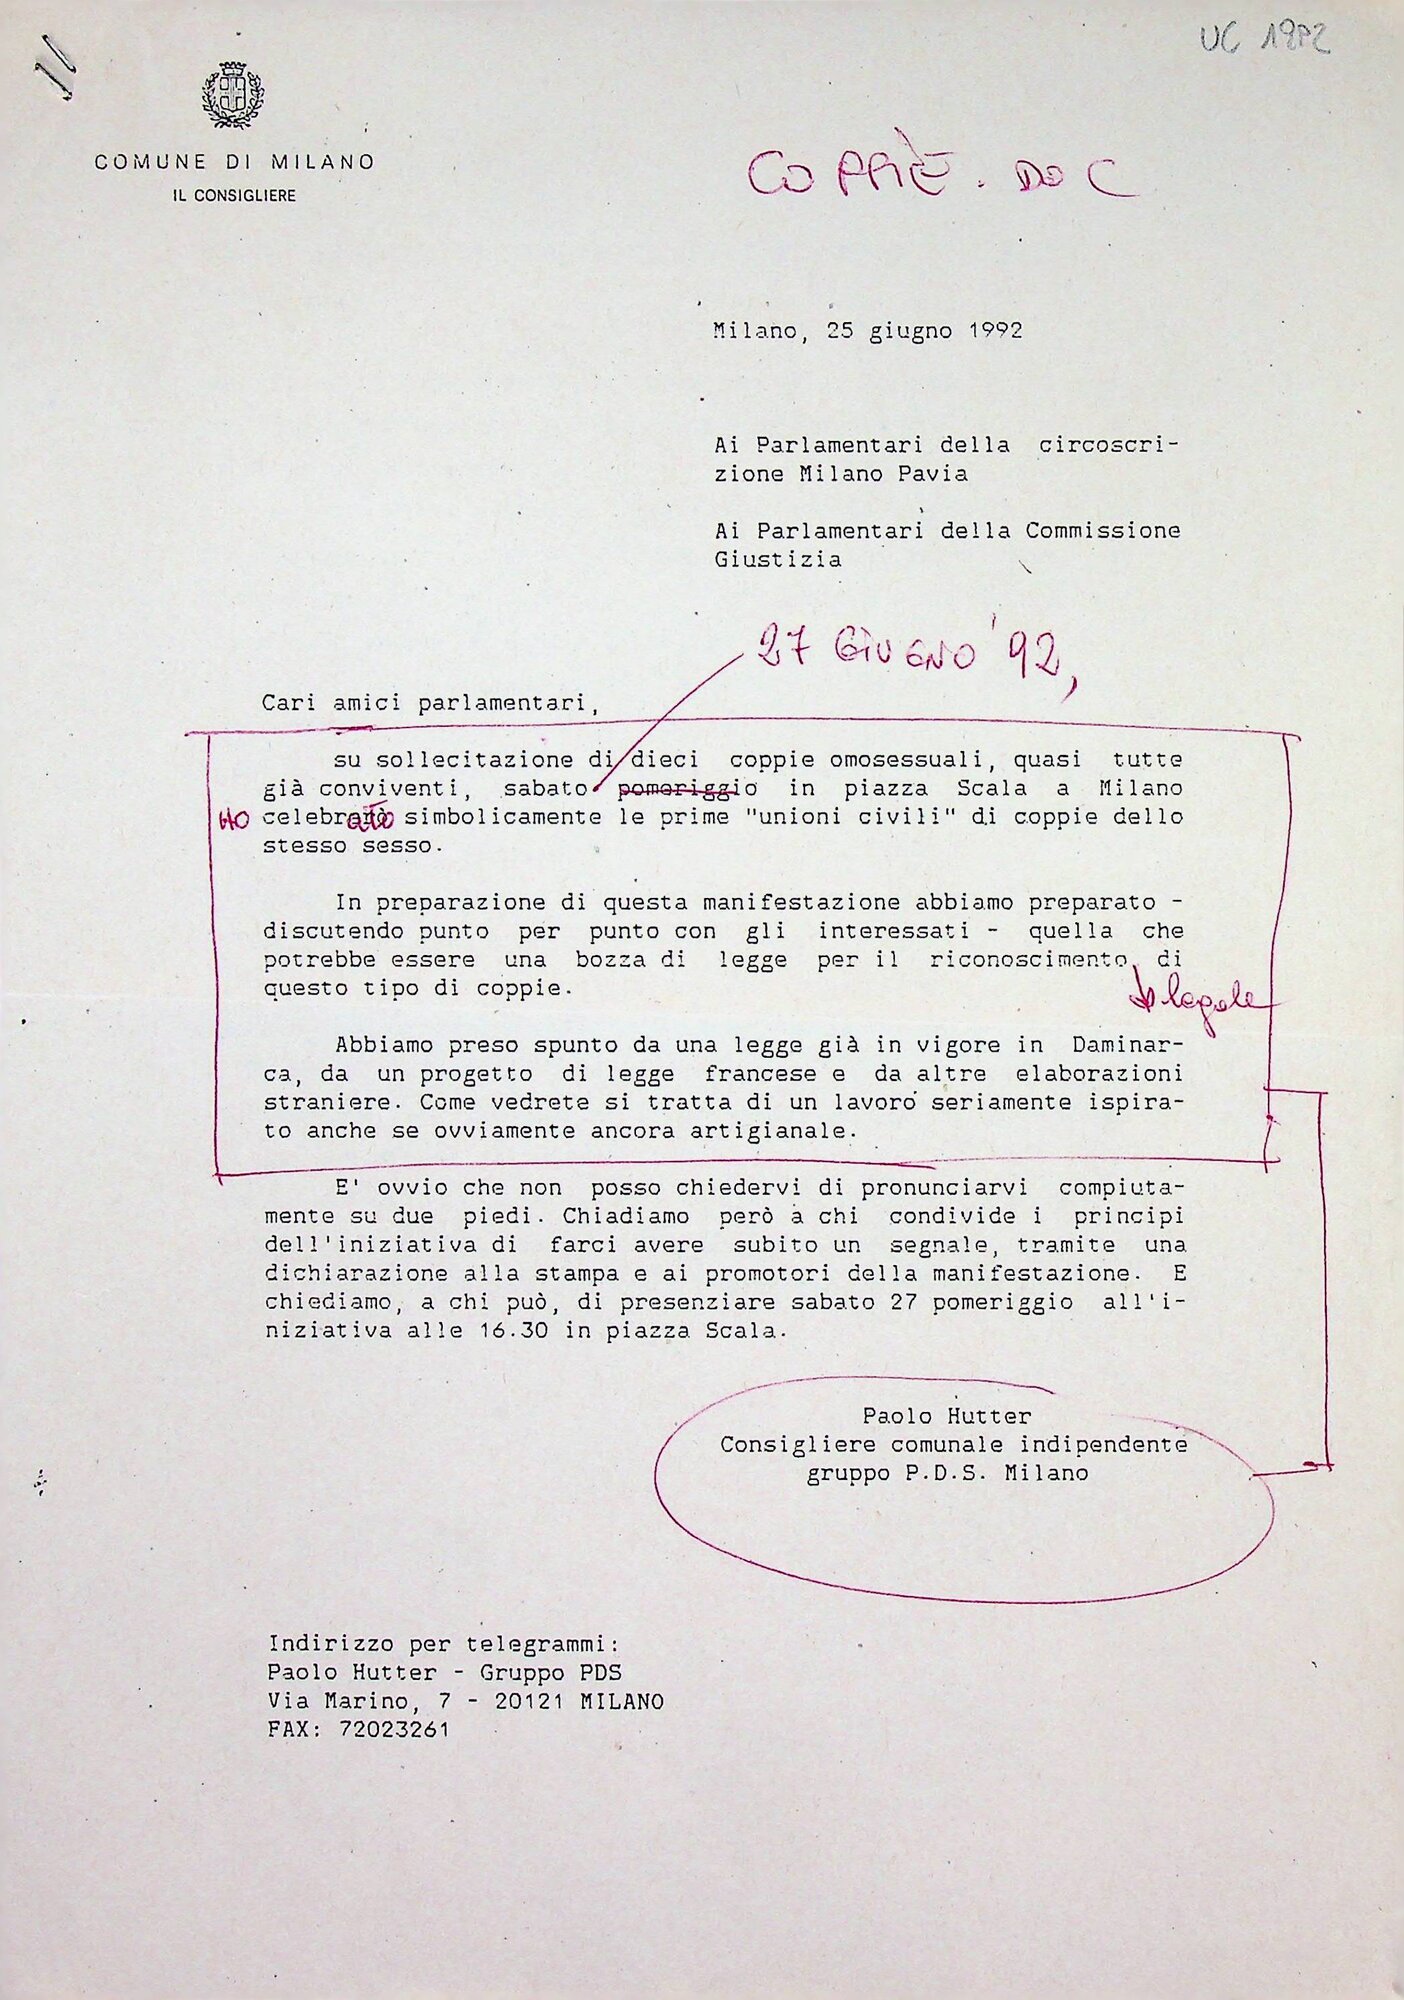 UC 1992
COMUNE DI MILANO
IL CONSIGLIERE
COPPIE. DOC
Milano, 25 giugno 1992
Ai Parlamentari della circoscri-
zione Milano Pavia
Ai Parlamentari della Commissione
Giustizia
27 GIUGNO '92,
Cari amici parlamentari,
su sollecitazione di dieci coppie omosessuali, quasi tutte
già conviventi, sabato pomeriggio in piazza Scala a Milano
HO celebrerò ato simbolicamente le prime "unioni civili" di coppie dello
stesso sesso.
In preparazione di questa manifestazione abbiamo preparato -
discutendo punto per punto con gli interessati - quella che
potrebbe essere una bozza di legge per il riconoscimento di
questo tipo di coppie.
legale
Abbiamo preso spunto da una legge già in vigore in Daminar-
ca, da un progetto di legge francese e da altre elaborazioni
straniere. Come vedrete si tratta di un lavoro seriamente ispira-
to anche se ovviamente ancora artigianale.
E' ovvio che non posso chiedervi di pronunciarvi compiuta-
mente su due piedi. Chiadiamo però a chi condivide i principi
dell'iniziativa di farci avere subito un segnale, tramite una
dichiarazione alla stampa e ai promotori della manifestazione. E
chiediamo, a chi può, di presenziare sabato 27 pomeriggio all'i-
niziativa alle 16.30 in piazza Scala.
Paolo Hutter
Consigliere comunale indipendente
gruppo P.D.S. Milano
Indirizzo per telegrammi:
Paolo Hutter - Gruppo PDS
Via Marino, 7 - 20121 MILANO
FAX: 72023261